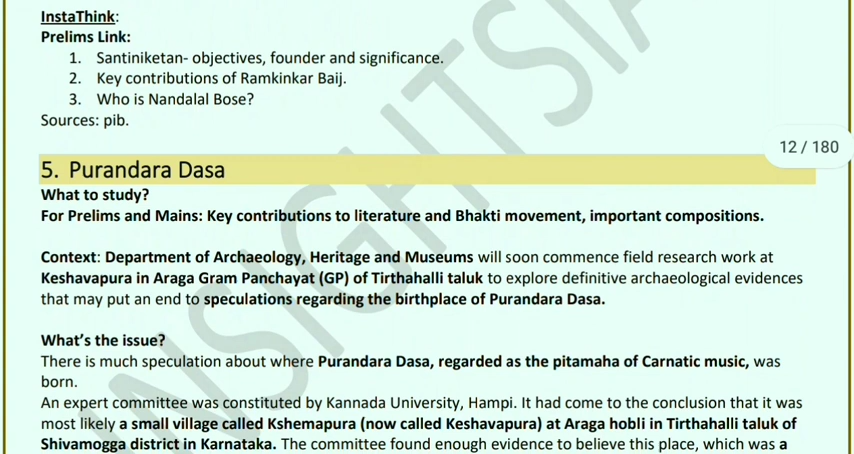 InstaThink:
Prelims Link:
1. Santiniketan- objectives, founder and significance.
2. Key contributions of Ramkinkar Baij.
3. Who is Nandalal Bose?
Sources: pib.
12 / 180
5. Purandara Dasa
What to study?
For Prelims and Mains: Key contributions to literature and Bhakti movement, important compositions.
Context: Department of Archaeology, Heritage and Museums will soon commence field research work at
Keshavapura in Araga Gram Panchayat (GP) of Tirthahalli taluk to explore definitive archaeological evidences
that may put an end to speculations regarding the birthplace of Purandara Dasa.
What's the issue?
There is much speculation about where Purandara Dasa, regarded as the pitamaha of Carnatic music, was
born.
An expert committee was constituted by Kannada University, Hampi. It had come to the conclusion that it was
most likely a small village called Kshemapura (now called Keshavapura) at Araga hobli in Tirthahalli taluk of
Shivamogga district in Karnataka. The committee found enough evidence to believe this place, which was a
INSIGHTSIA